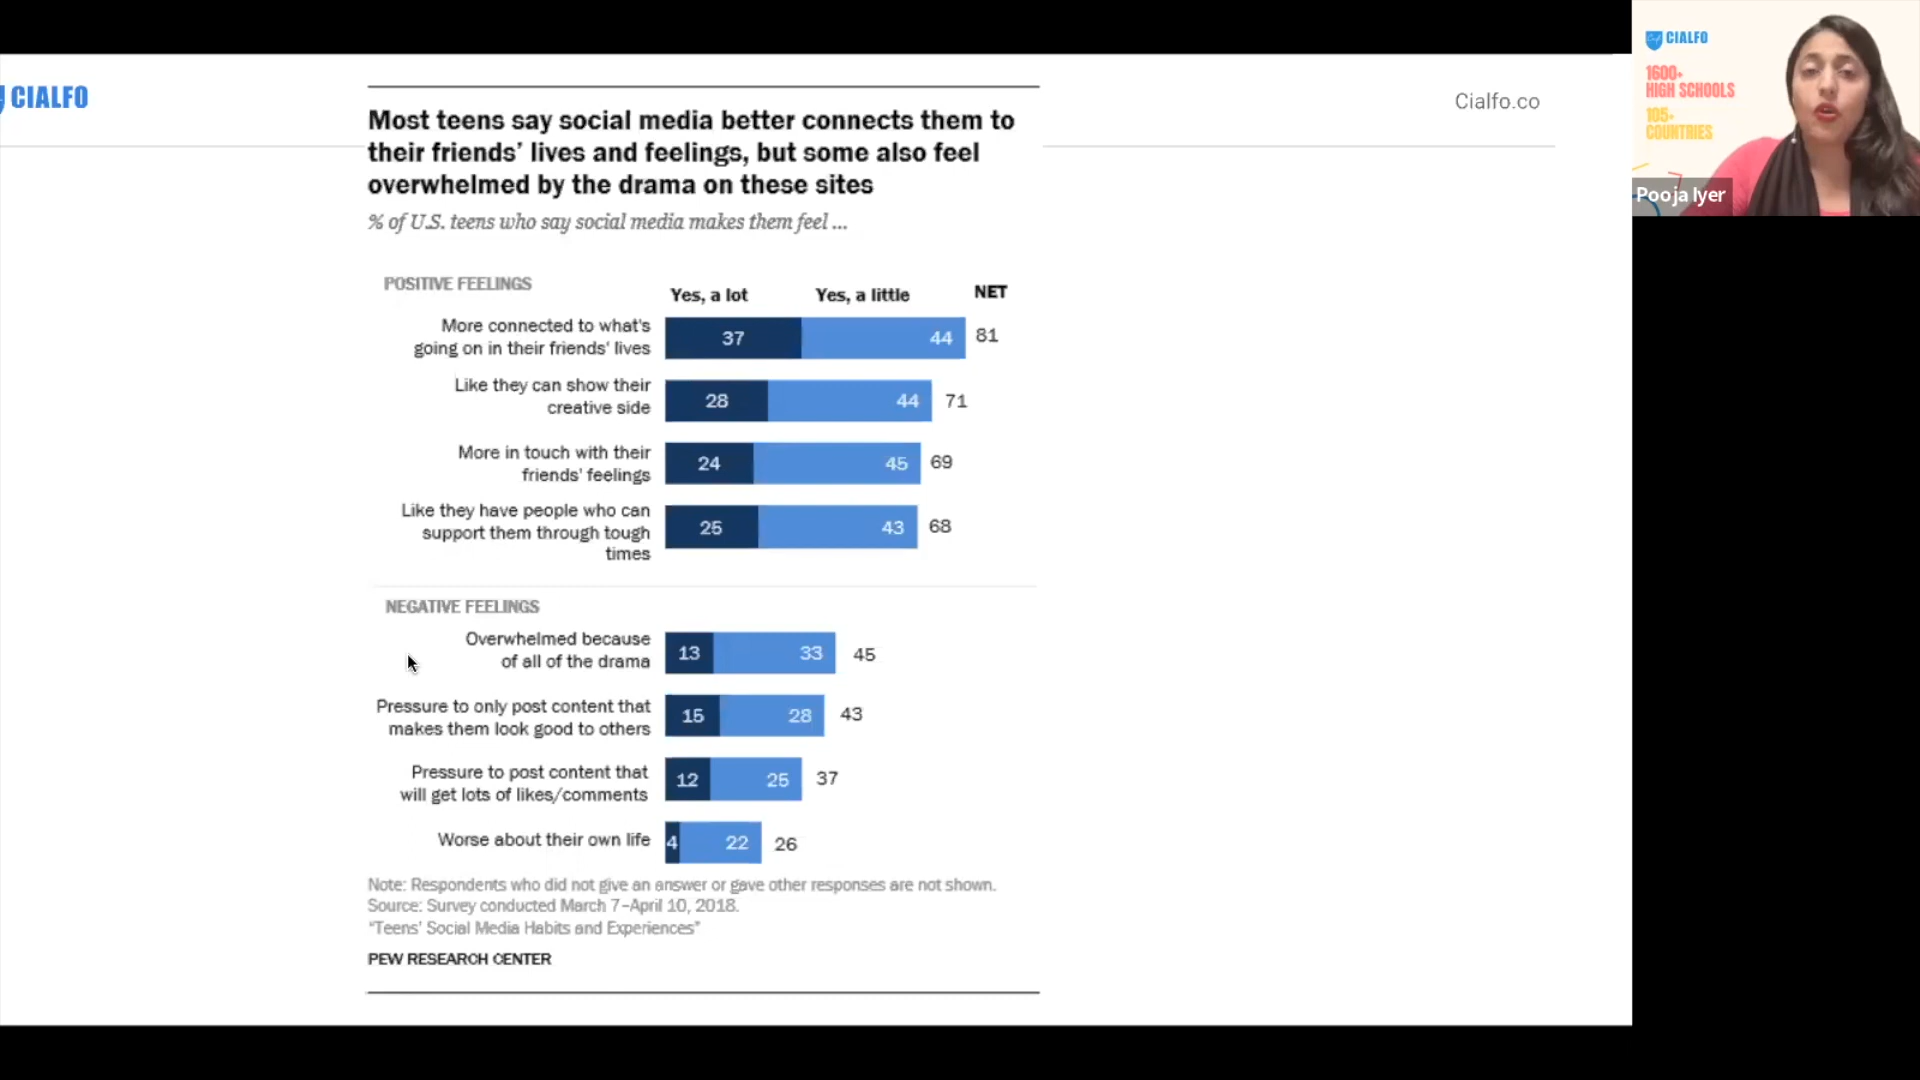 CIALFO
Cialfo.co
Most teens say social media better connects them to
their friends' lives and feelings, but some also feel
overwhelmed by the drama on these sites
% of U.S. teens who say social media makes them feel ...
POSITIVE FEELINGS
Yes, a lot Yes, a little NET
More connected to what's
going on in their friends' lives
37 44 81
Like they can show their
creative side
28 44 71
More in touch with their
friends' feelings
24 45 69
Like they have people who can
support them through tough
times
25 43 68
NEGATIVE FEELINGS
Overwhelmed because
of all of the drama
13 33 45
Pressure to only post content that
makes them look good to others
15 28 43
Pressure to post content that
will get lots of likes/comments
12 25 37
Worse about their own life
4 22 26
Note: Respondents who did not give an answer or gave other responses are not shown.
Source: Survey conducted March 7–April 10, 2018.
"Teens' Social Media Habits and Experiences"
PEW RESEARCH CENTER
CIALFO
1600+
HIGH SCHOOLS
105+
COUNTRIES
Pooja Iyer